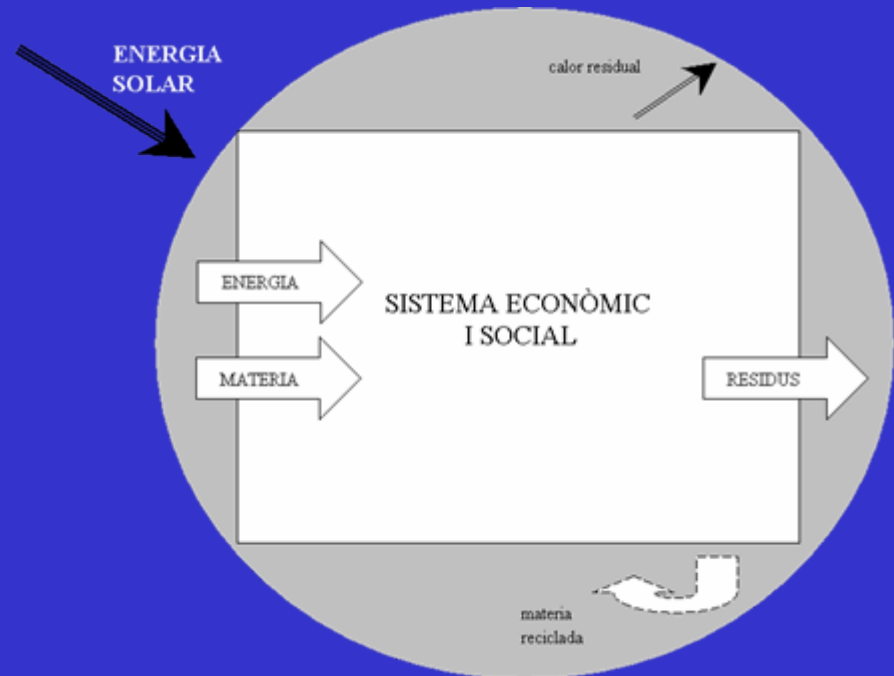 ENERGIA
SOLAR
calor residual
ENERGIA
SISTEMA ECONÒMIC
I SOCIAL
MATERIA
RESIDUS
materia
reciclada